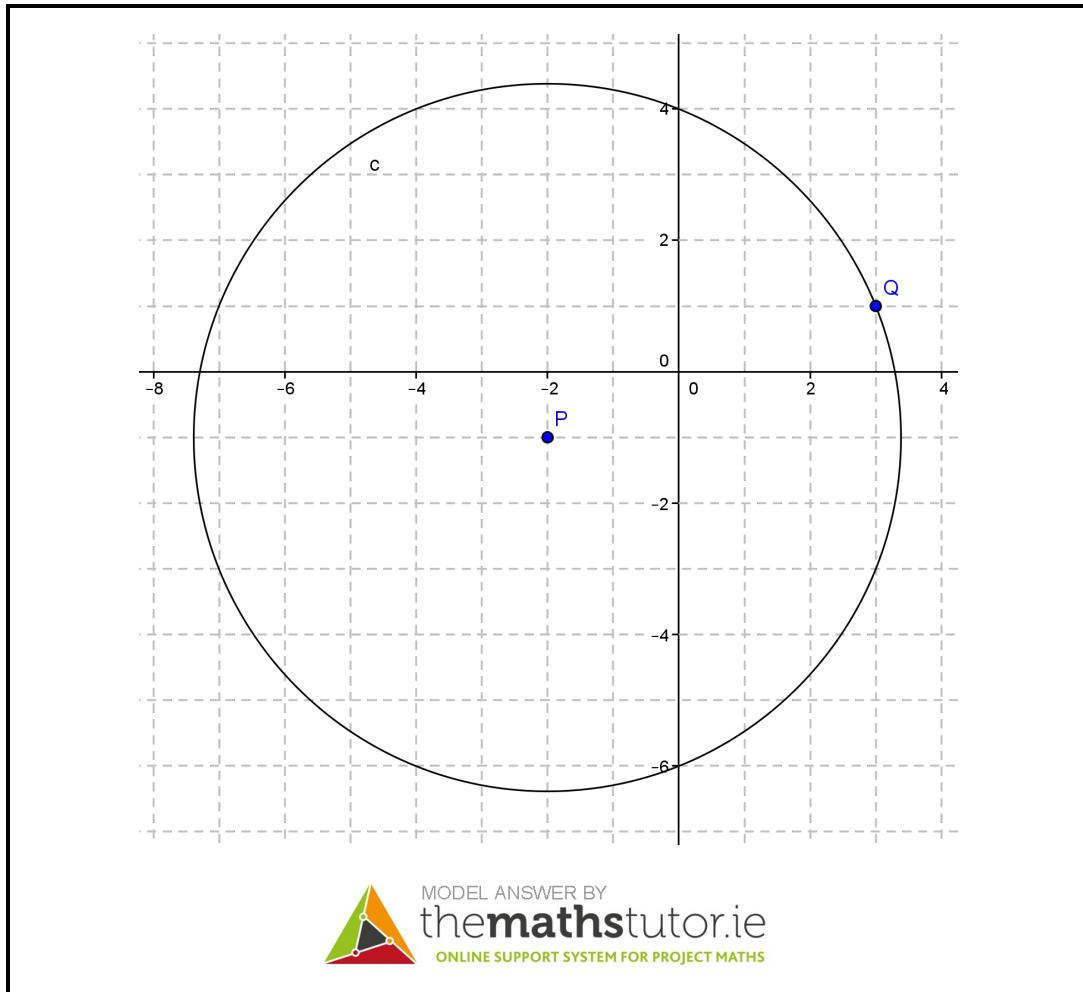 4
c
2
Q
0
−8 −6 −4 −2 0 2 4
P
−2
−4
−6
MODEL ANSWER BY
themathstutor.ie
ONLINE SUPPORT SYSTEM FOR PROJECT MATHS